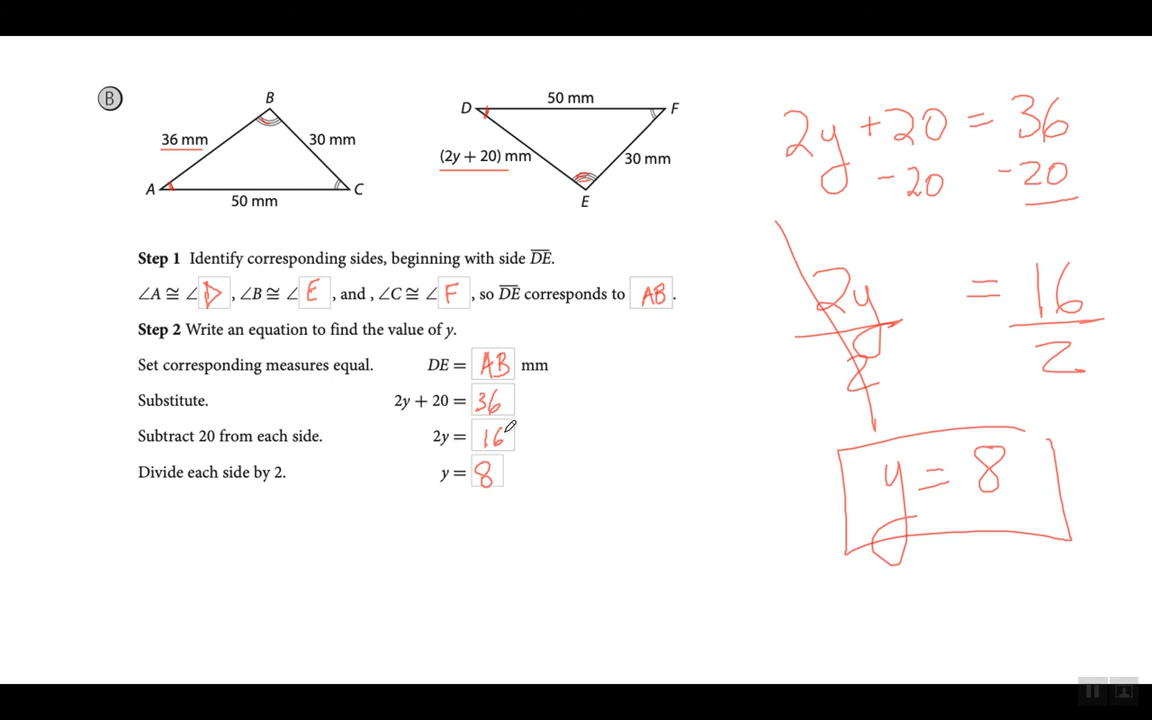 B
B
36 mm
30 mm
A
C
50 mm
50 mm
D
F
(2y + 20) mm
30 mm
E
Step 1 Identify corresponding sides, beginning with side DE.
∠A ≅ ∠ D , ∠B ≅ ∠ E , and , ∠C ≅ ∠ F , so DE corresponds to AB .
Step 2 Write an equation to find the value of y.
Set corresponding measures equal. DE = AB mm
Substitute. 2y + 20 = 36
Subtract 20 from each side. 2y = 16
Divide each side by 2. y = 8
2y + 20 = 36
- 20 - 20
2y = 16
2 2
y = 8